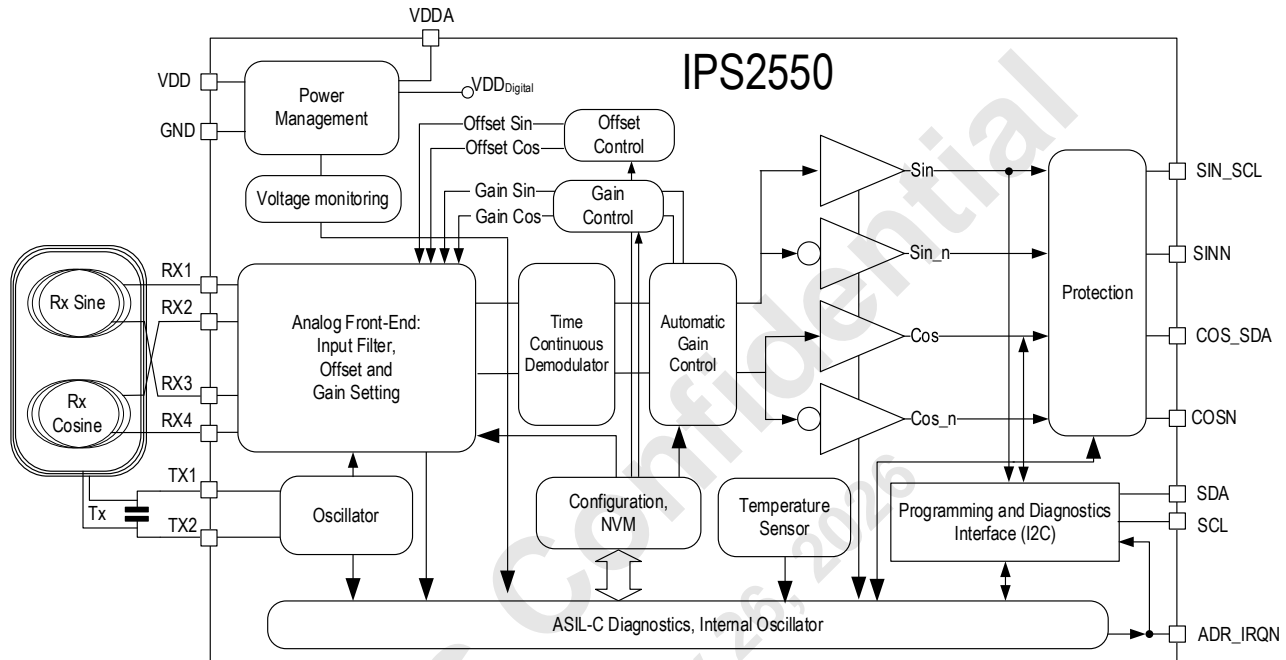 VDDA
IPS2550
VDD
GND
Power
Management
VDDDigital
Voltage monitoring
Offset Sin
Offset Cos
Offset
Control
Gain Sin
Gain Cos
Gain
Control
Rx Sine
Rx
Cosine
RX1
RX2
RX3
RX4
TX1
TX2
Tx
Analog Front-End:
Input Filter,
Offset and
Gain Setting
Time
Continuous
Demodulator
Automatic
Gain
Control
Sin
Sin_n
Cos
Cos_n
Protection
SIN_SCL
SINN
COS_SDA
COSN
Oscillator
Configuration,
NVM
Temperature
Sensor
Programming and Diagnostics
Interface (I2C)
SDA
SCL
ASIL-C Diagnostics, Internal Oscillator
ADR_IRQN
Confidential
26, 2026